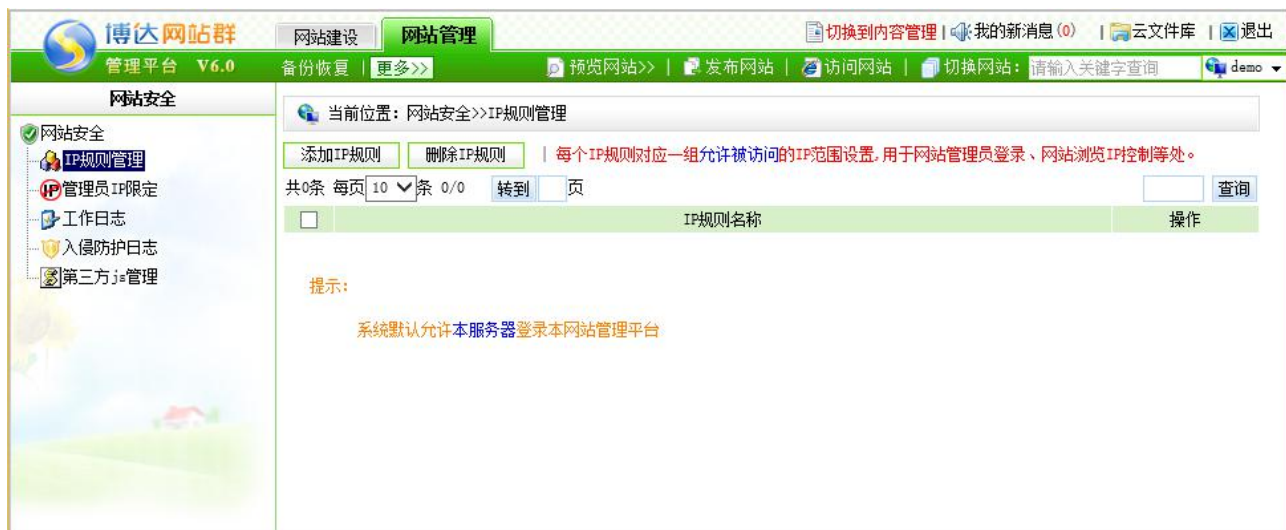 博达网站群
管理平台 V6.0
网站建设 网站管理
切换到内容管理 | 我的新消息(0) | 云文件库 | 退出
备份恢复 | 更多>> 预览网站>> | 发布网站 | 访问网站 | 切换网站: 请输入关键字查询 demo
网站安全
网站安全
IP规则管理
管理员IP限定
工作日志
入侵防护日志
第三方js管理
当前位置: 网站安全>>IP规则管理
添加IP规则 删除IP规则 | 每个IP规则对应一组允许被访问的IP范围设置,用于网站管理员登录、网站浏览IP控制等处。
共0条 每页 10 条 0/0 转到 页 查询
IP规则名称 操作
提示:
系统默认允许本服务器登录本网站管理平台